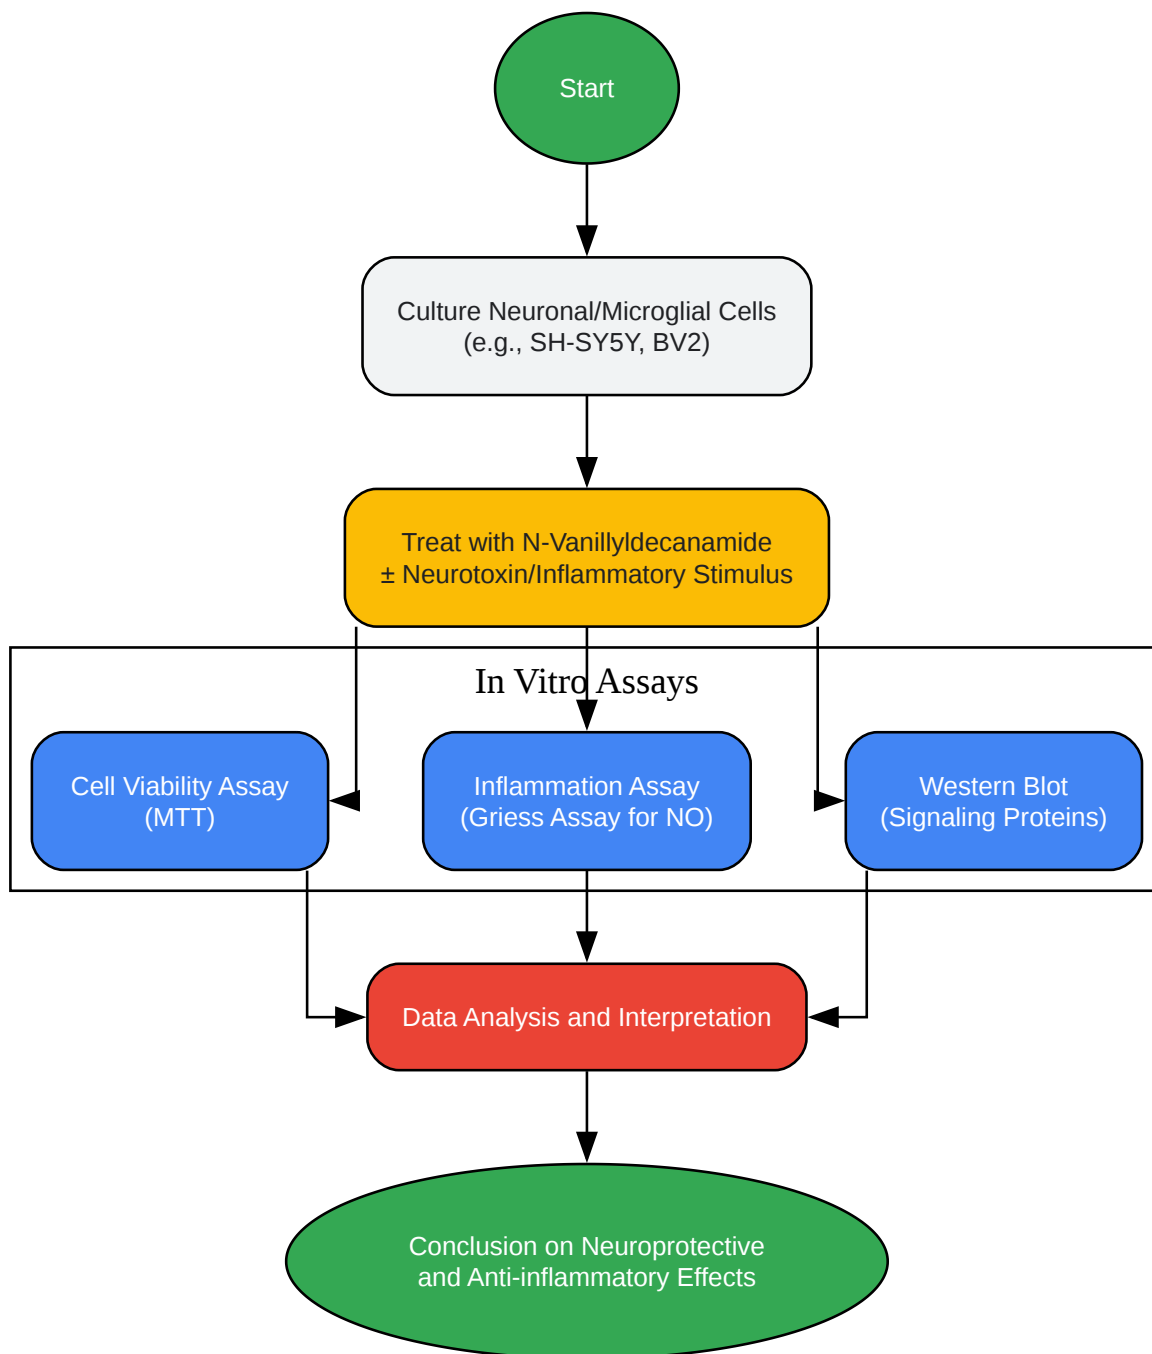 Start
Culture Neuronal/Microglial Cells
(e.g., SH-SY5Y, BV2)
Treat with N-Vanillyldecanamide
± Neurotoxin/Inflammatory Stimulus
In Vitro Assays
Cell Viability Assay
(MTT)
Inflammation Assay
(Griess Assay for NO)
Western Blot
(Signaling Proteins)
Data Analysis and Interpretation
Conclusion on Neuroprotective
and Anti-inflammatory Effects